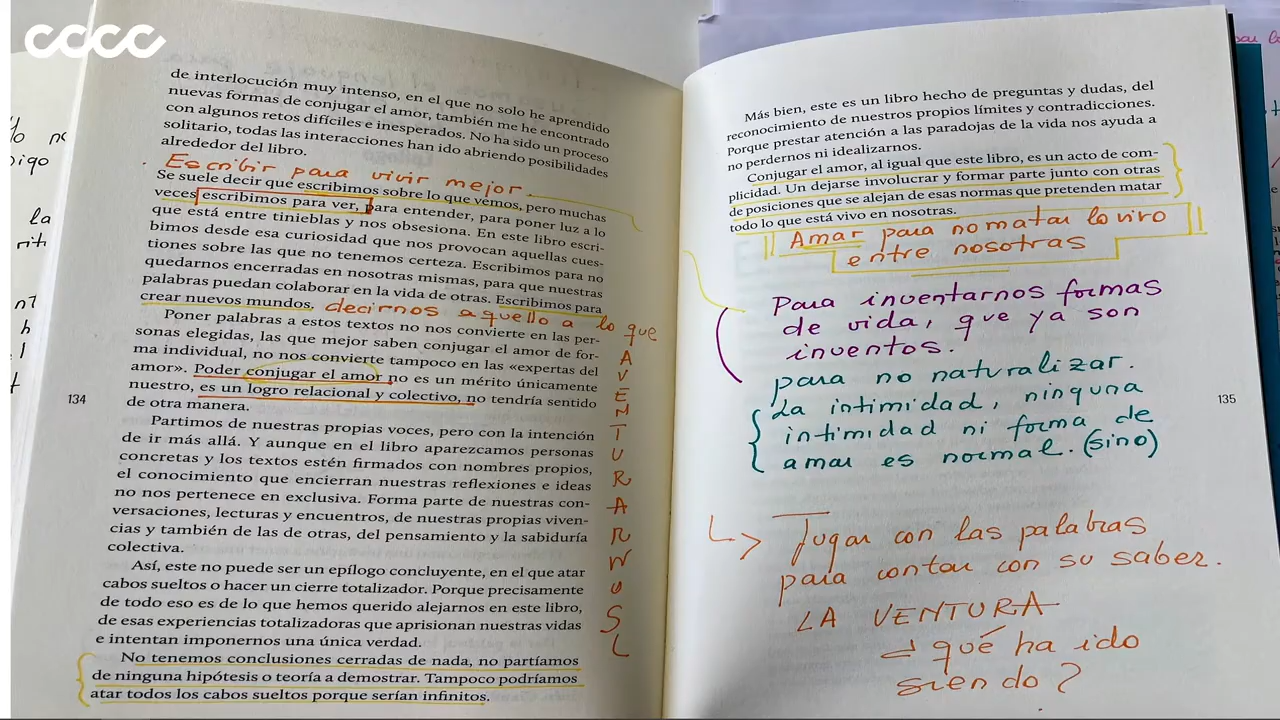 cdcc
de interlocución muy intenso, en el que no solo he aprendido
nuevas formas de conjugar el amor, también me he encontrado
con algunos retos difíciles e inesperados. No ha sido un proceso
solitario, todas las interacciones han ido abriendo posibilidades
alrededor del libro.
Escribir para vivir mejor.
Se suele decir que escribimos sobre lo que vemos, pero muchas
veces escribimos para ver, para entender, para poner luz a lo
que está entre tinieblas y nos obsesiona. En este libro escri-
bimos desde esa curiosidad que nos provocan aquellas cues-
tiones sobre las que no tenemos certeza. Escribimos para no
quedarnos encerradas en nosotras mismas, para que nuestras
palabras puedan colaborar en la vida de otras. Escribimos para
crear nuevos mundos. decirnos aquello a lo que
Poner palabras a estos textos no nos convierte en las per-
sonas elegidas, las que mejor saben conjugar el amor de for-
ma individual, no nos convierte tampoco en las «expertas del
amor». Poder conjugar el amor no es un mérito únicamente
nuestro, es un logro relacional y colectivo, no tendría sentido
de otra manera.
134
Partimos de nuestras propias voces, pero con la intención
de ir más allá. Y aunque en el libro aparezcamos personas
concretas y los textos estén firmados con nombres propios,
el conocimiento que encierran nuestras reflexiones e ideas
no nos pertenece en exclusiva. Forma parte de nuestras con-
versaciones, lecturas y encuentros, de nuestras propias viven-
cias y también de las de otras, del pensamiento y la sabiduría
colectiva.
Así, este no puede ser un epílogo concluyente, en el que atar
cabos sueltos o hacer un cierre totalizador. Porque precisamente
de todo eso es de lo que hemos querido alejarnos en este libro,
de esas experiencias totalizadoras que aprisionan nuestras vidas
e intentan imponernos una única verdad.
No tenemos conclusiones cerradas de nada, no partíamos
de ninguna hipótesis o teoría a demostrar. Tampoco podríamos
atar todos los cabos sueltos porque serían infinitos.
AVENTURARNOS
Más bien, este es un libro hecho de preguntas y dudas, del
reconocimiento de nuestros propios límites y contradicciones.
Porque prestar atención a las paradojas de la vida nos ayuda a
no perdernos ni idealizarnos.
Conjugar el amor, al igual que este libro, es un acto de com-
plicidad. Un dejarse involucrar y formar parte junto con otras
de posiciones que se alejan de esas normas que pretenden matar
todo lo que está vivo en nosotras.
Amar para no matar lo vivo
entre nosotras
Para inventarnos formas
de vida, que ya son
inventos.
para no naturalizar.
La intimidad, ninguna
intimidad ni forma de
amar es normal. (sino)
135
Jugar con las palabras
para contar con su saber.
LA VENTURA
qué ha ido
siendo?